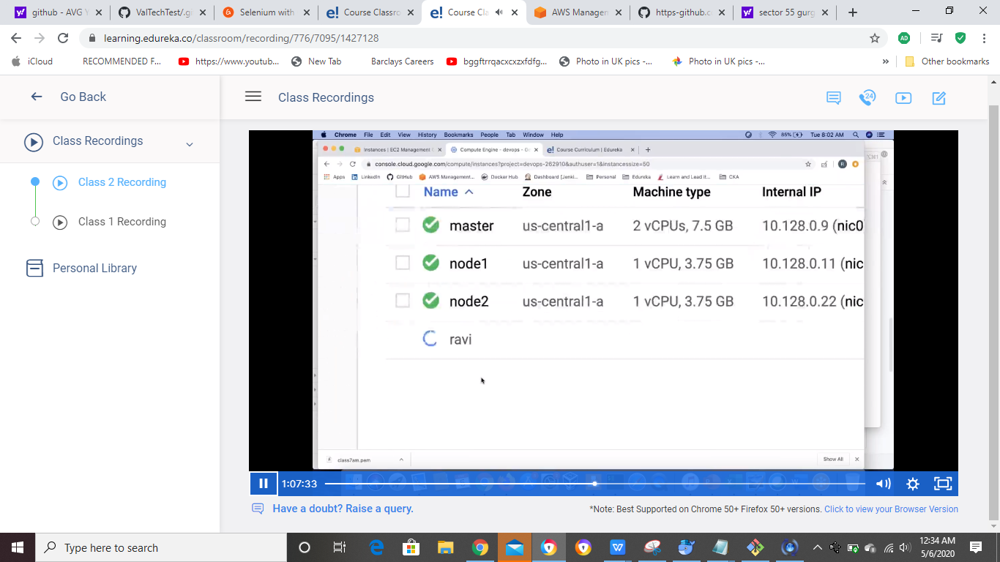 github - AVG Y
ValTechTest/.gi
Selenium with
Course Classro
Course Cla
AWS Managem
https-github.co
sector 55 gurg
learning.edureka.co/classroom/recording/776/7095/1427128
iCloud
RECOMMENDED F...
https://www.youtub...
New Tab
Barclays Careers
bggftrrqacxcxzxfdfg...
Photo in UK pics -...
Photo in UK pics -...
»
Other bookmarks
Go Back
Class Recordings
Class Recordings
Class 2 Recording
Class 1 Recording
Personal Library
Chrome File Edit View History Bookmarks People Tab Window Help
85% Tue 8:02 AM
Instances | EC2 Management
Compute Engine - devops - Go
Course Curriculum | Edureka
console.cloud.google.com/compute/instances?project=devops-262910&authuser=1&instancessize=50
Apps LinkedIn GitHub AWS Management... Docker Hub Dashboard [Jenki... Personal Edureka Learn and Lead It... CKA
Name Zone Machine type Internal IP
master us-central1-a 2 vCPUs, 7.5 GB 10.128.0.9 (nic0
node1 us-central1-a 1 vCPU, 3.75 GB 10.128.0.11 (nic
node2 us-central1-a 1 vCPU, 3.75 GB 10.128.0.22 (nic
ravi
class7am.pem
Show All
1:07:33
Have a doubt? Raise a query.
*Note: Best Supported on Chrome 50+ Firefox 50+ versions. Click to view your Browser Version
Type here to search
12:34 AM
5/6/2020